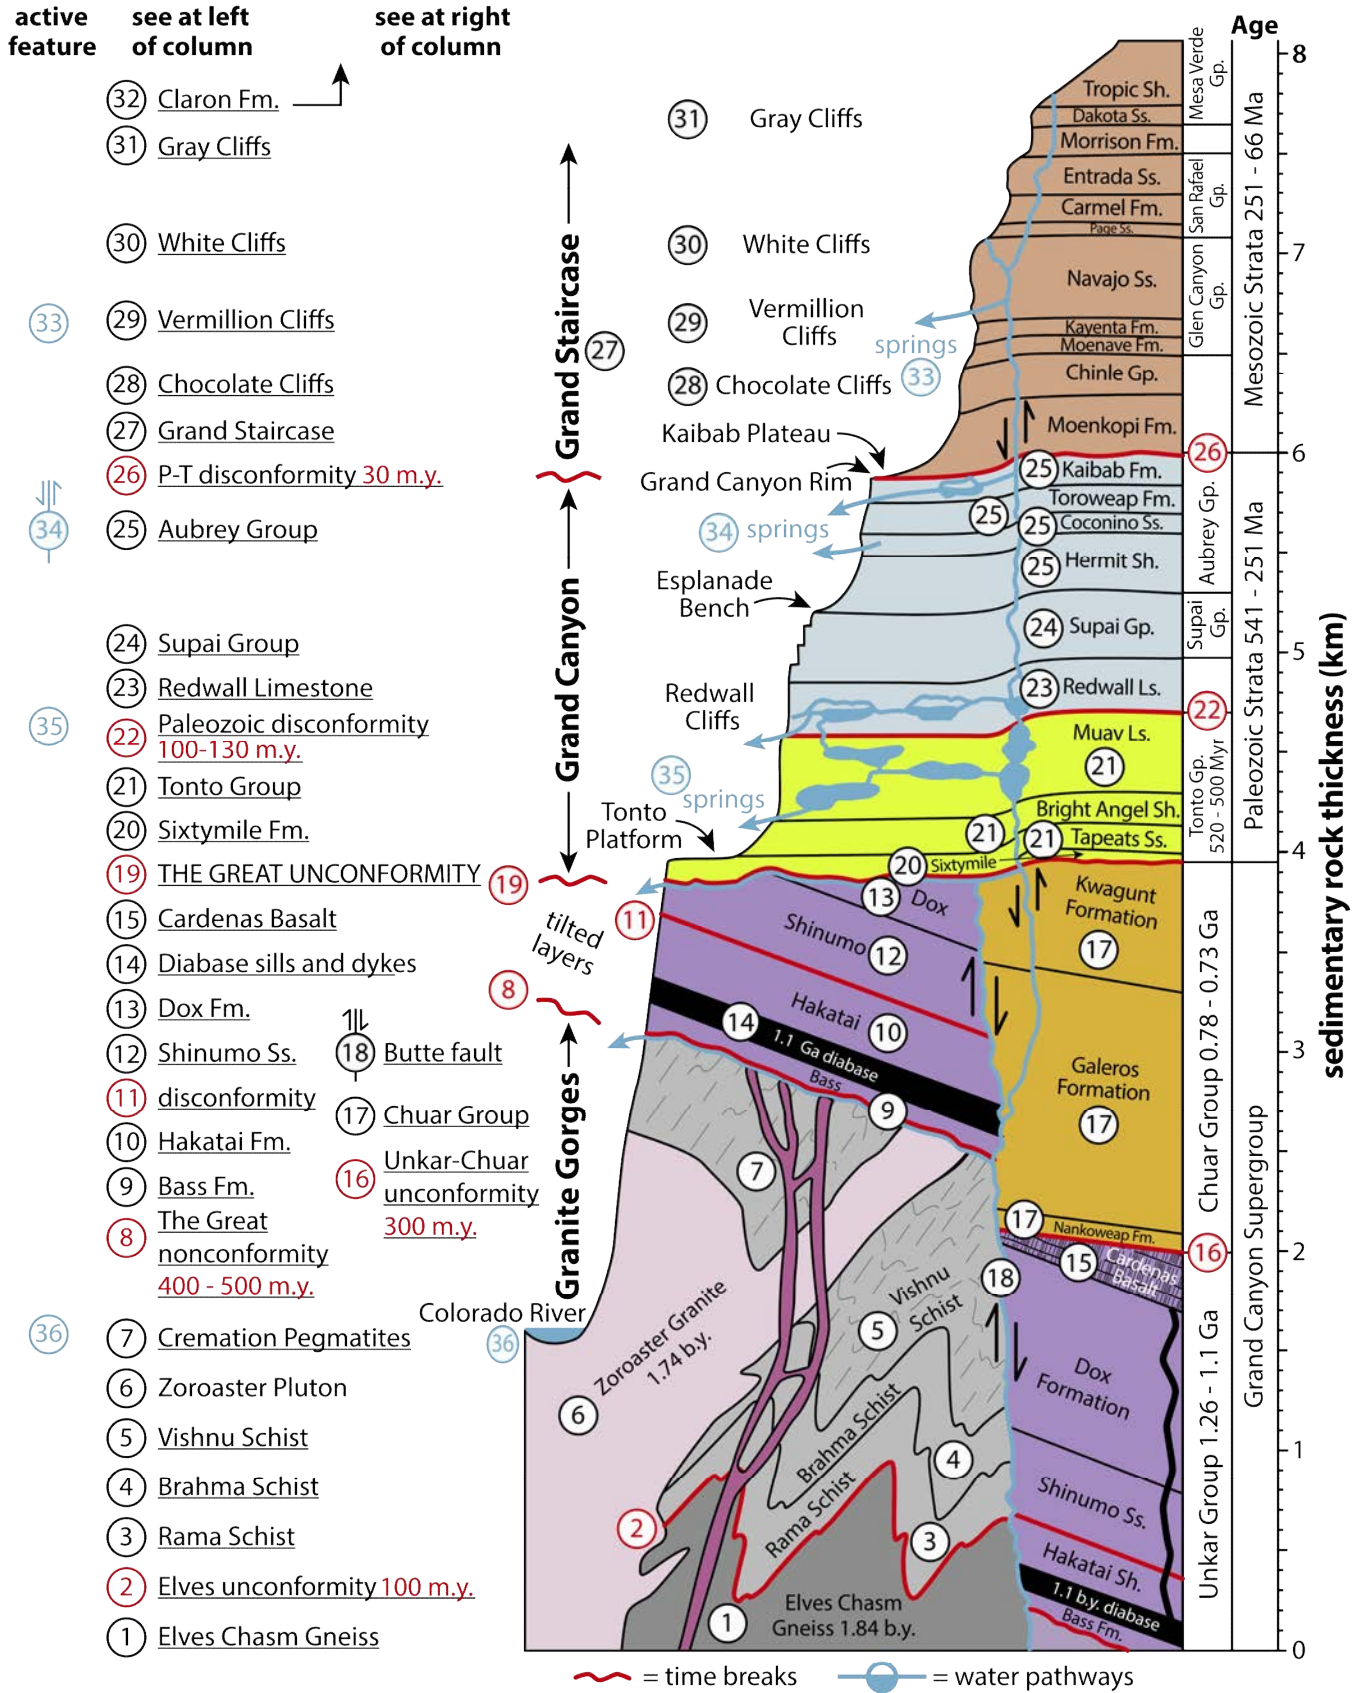 active
feature
see at left
of column
see at right
of column
32 Claron Fm.
31 Gray Cliffs
30 White Cliffs
33
29 Vermillion Cliffs
28 Chocolate Cliffs
27 Grand Staircase
26 P-T disconformity 30 m.y.
34
25 Aubrey Group
24 Supai Group
23 Redwall Limestone
35
22 Paleozoic disconformity
100-130 m.y.
21 Tonto Group
20 Sixtymile Fm.
19 THE GREAT UNCONFORMITY
15 Cardenas Basalt
14 Diabase sills and dykes
13 Dox Fm.
12 Shinumo Ss.
11 disconformity
10 Hakatai Fm.
9 Bass Fm.
8 The Great
nonconformity
400 - 500 m.y.
18 Butte fault
17 Chuar Group
16 Unkar-Chuar
unconformity
300 m.y.
36
7 Cremation Pegmatites
6 Zoroaster Pluton
5 Vishnu Schist
4 Brahma Schist
3 Rama Schist
2 Elves unconformity 100 m.y.
1 Elves Chasm Gneiss
Grand Staircase
27
Grand Canyon
19
tilted
layers
8
Granite Gorges
31 Gray Cliffs
30 White Cliffs
29 Vermillion
Cliffs
springs
33
28 Chocolate Cliffs
Kaibab Plateau
Grand Canyon Rim
34 springs
Esplanade
Bench
Redwall
Cliffs
35
springs
Tonto
Platform
11
Colorado River
36
Tropic Sh.
Dakota Ss.
Morrison Fm.
Entrada Ss.
Carmel Fm.
Page Ss.
Navajo Ss.
Kayenta Fm.
Moenave Fm.
Chinle Gp.
Moenkopi Fm.
26
25 Kaibab Fm.
Toroweap Fm.
25
25 Coconino Ss.
25 Hermit Sh.
24 Supai Gp.
23 Redwall Ls.
22
Muav Ls.
21
Bright Angel Sh.
21
21 Tapeats Ss.
20 Sixtymile
13 Dox
Shinumo 12
Hakatai 10
14 1.1 Ga diabase
Bass
9
Kwagunt
Formation
17
Galeros
Formation
17
17 Nankoweap Fm.
16
15 Cardenas
Basalt
18
Dox
Formation
Shinumo Ss.
Hakatai Sh.
1.1 b.y. diabase
Bass Fm.
7
Zoroaster Granite
1.74 b.y.
6
Vishnu
Schist
5
Brahma Schist
4
Rama Schist
3
2
Elves Chasm
Gneiss 1.84 b.y.
1
Mesa Verde
Gp.
San Rafael
Gp.
Glen Canyon
Gp.
Aubrey Gp.
Supai
Gp.
Tonto Gp.
520 - 500 Myr
Chuar Group 0.78 - 0.73 Ga
Unkar Group 1.26 - 1.1 Ga
Age
Mesozoic Strata 251 - 66 Ma
Paleozoic Strata 541 - 251 Ma
Grand Canyon Supergroup
8
7
6
5
4
3
2
1
0
sedimentary rock thickness (km)
= time breaks
= water pathways